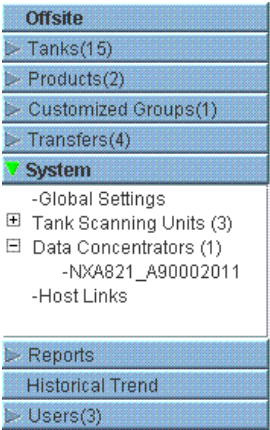 Offsite
Tanks(15)
Products(2)
Customized Groups(1)
Transfers(4)
System
-Global Settings
Tank Scanning Units (3)
Data Concentrators (1)
-NXA821_A90002011
-Host Links
Reports
Historical Trend
Users(3)